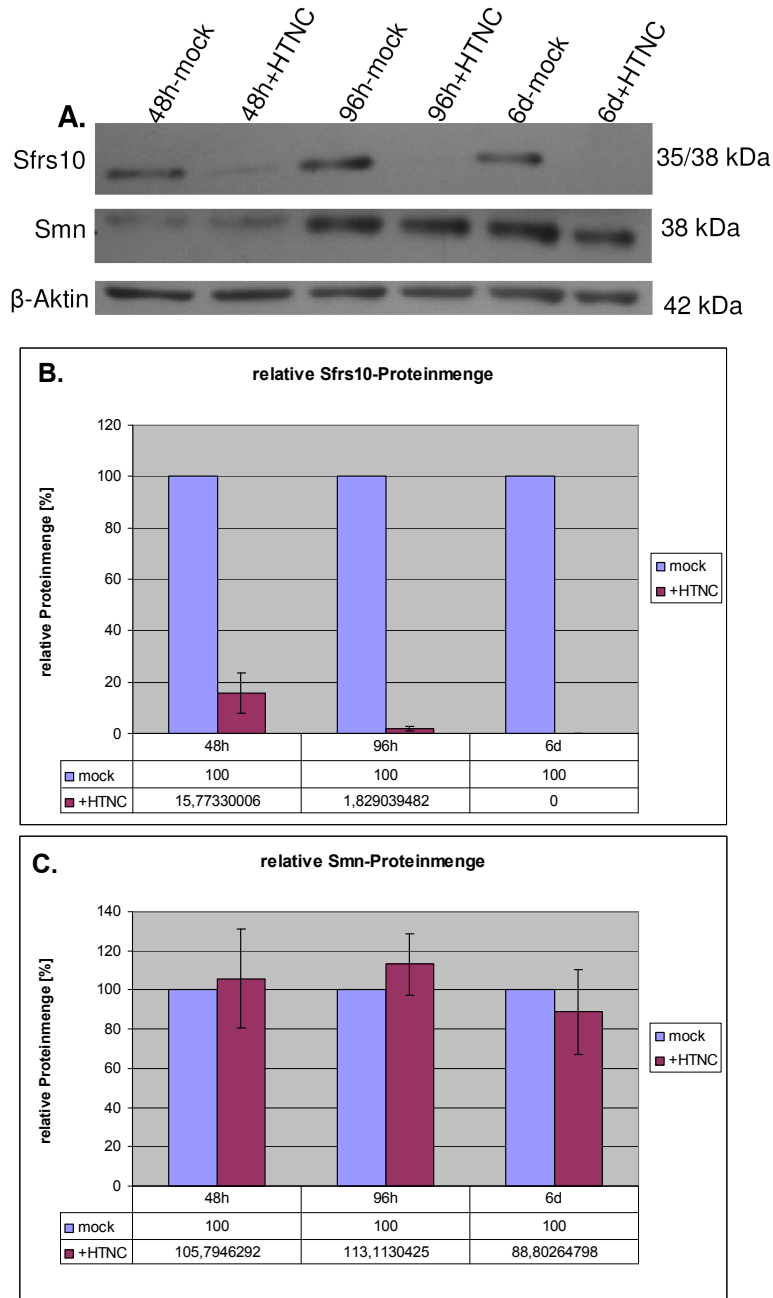 48h-mock
48h+HTNC
96h-mock
96h+HTNC
6d-mock
6d+HTNC
A.
Sfrs10
35/38 kDa
Smn
38 kDa
β-Aktin
42 kDa
B.
relative Sfrs10-Proteinmenge
relative Proteinmenge [%]
120
100
80
60
40
20
0
mock
+HTNC
48h 96h 6d
mock 100 100 100
+HTNC 15,77330006 1,829039482 0
C.
relative Smn-Proteinmenge
relative Proteinmenge [%]
140
120
100
80
60
40
20
0
mock
+HTNC
48h 96h 6d
mock 100 100 100
+HTNC 105,7946292 113,1130425 88,80264798